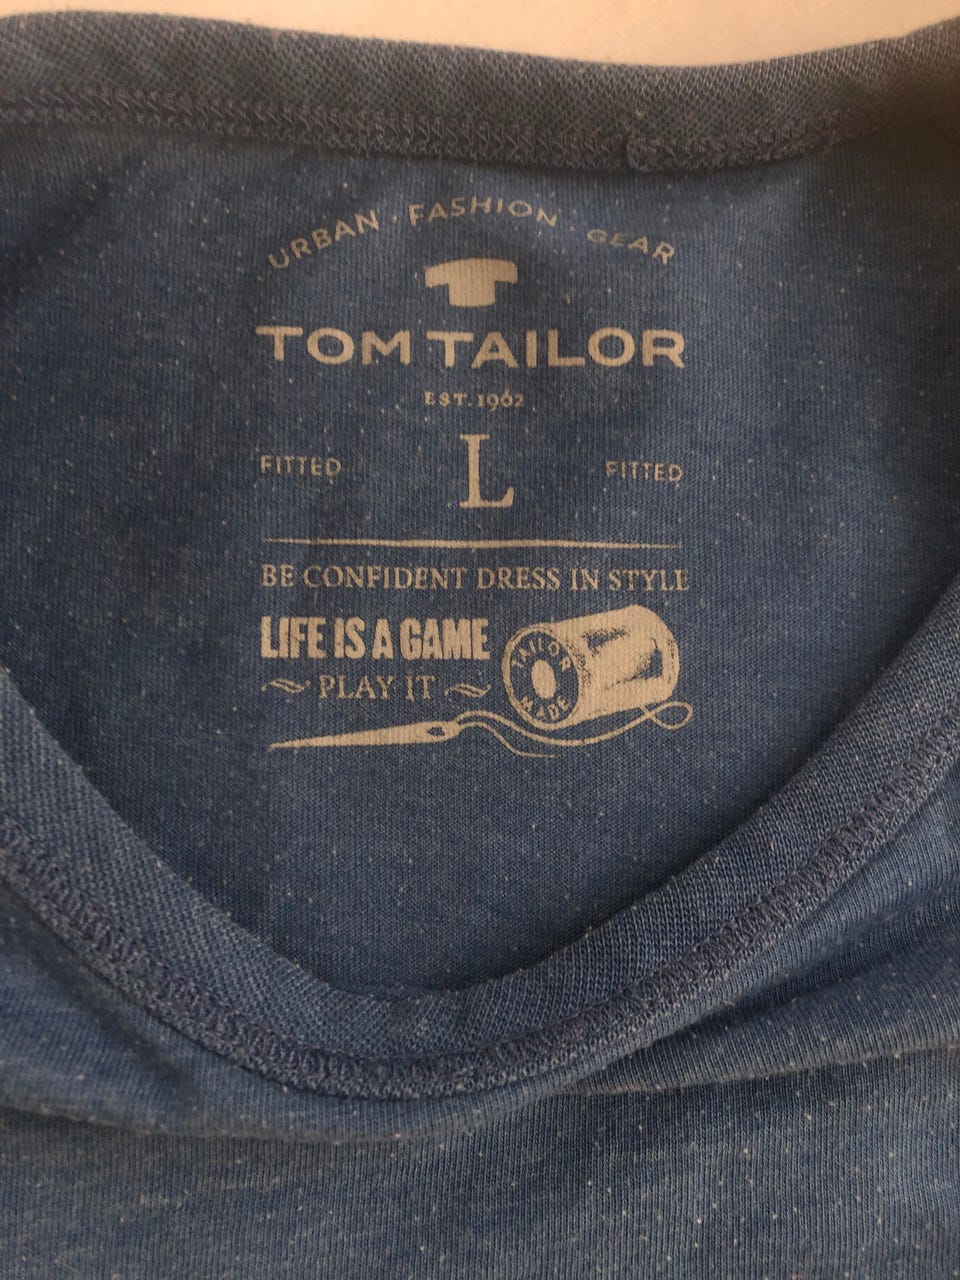 URBAN · FASHION · GEAR
TOM TAILOR
EST. 1962
FITTED L FITTED
BE CONFIDENT DRESS IN STYLE
LIFE IS A GAME
~ PLAY IT ~
TAILOR
MADE